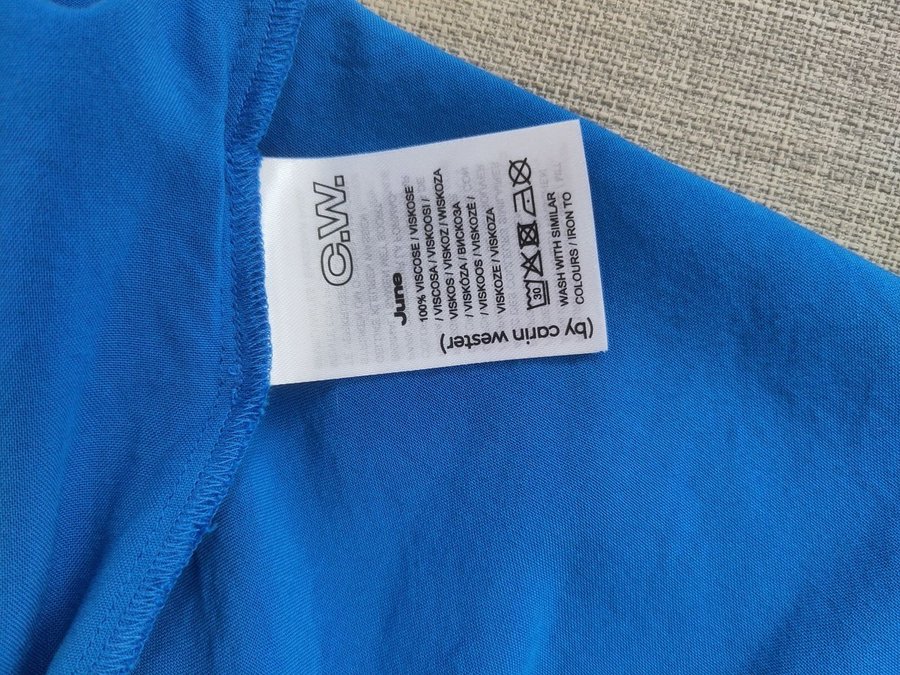 C.W.
June
100% VISCOSE / VISKOSE
/ VISCOSA / VISKOOSI /
VISKOS / VISKOZ / WISKOZA
/ VISKÓZA / ВИСКОЗА
/ VISKOOS / VISKOZĖ /
VISKOZE / VISKOZA
30
WASH WITH SIMILAR
COLOURS / IRON TO
(by carin wester)